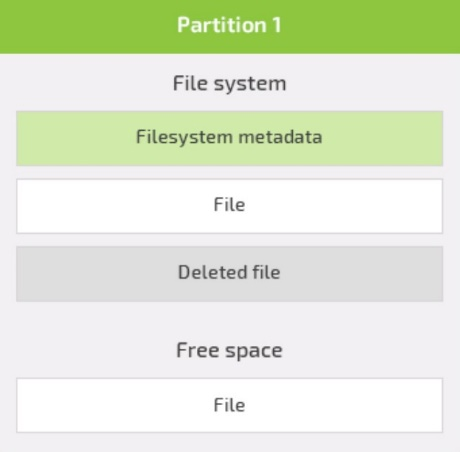 Partition 1
File system
Filesystem metadata
File
Deleted file
Free space
File